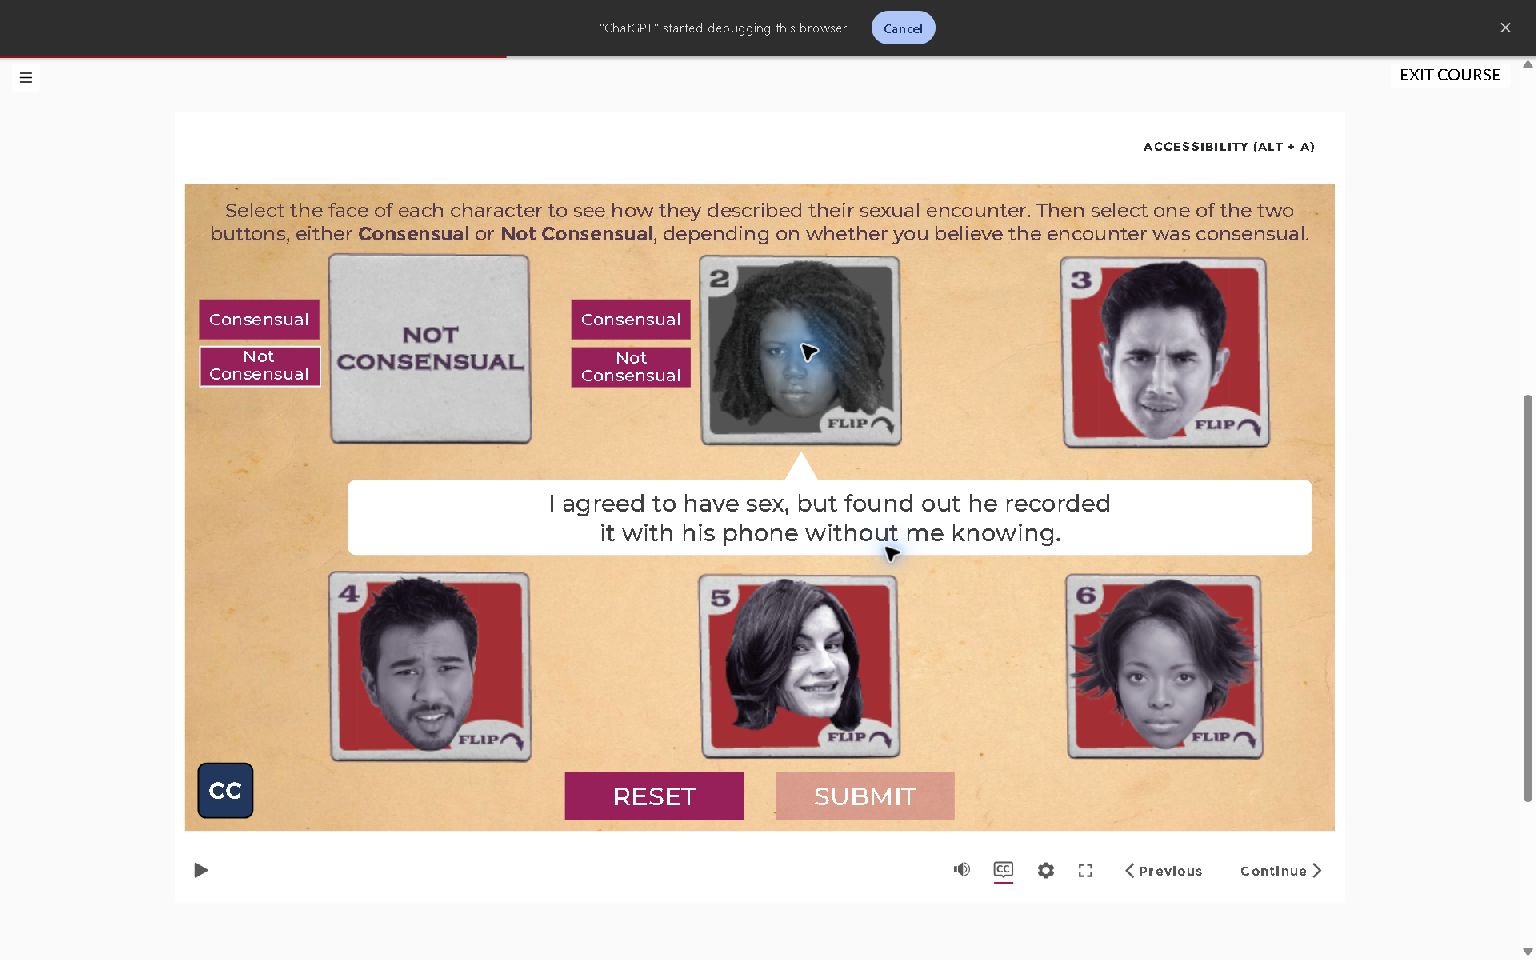 "ChatGPT" started debugging this browser
Cancel
EXIT COURSE
ACCESSIBILITY (ALT + A)
Select the face of each character to see how they described their sexual encounter. Then select one of the two
buttons, either Consensual or Not Consensual, depending on whether you believe the encounter was consensual.
Consensual
Not
Consensual
NOT
CONSENSUAL
Consensual
Not
Consensual
2
FLIP
3
FLIP
I agreed to have sex, but found out he recorded
it with his phone without me knowing.
4
FLIP
5
FLIP
6
FLIP
CC
RESET
SUBMIT
CC
Previous
Continue